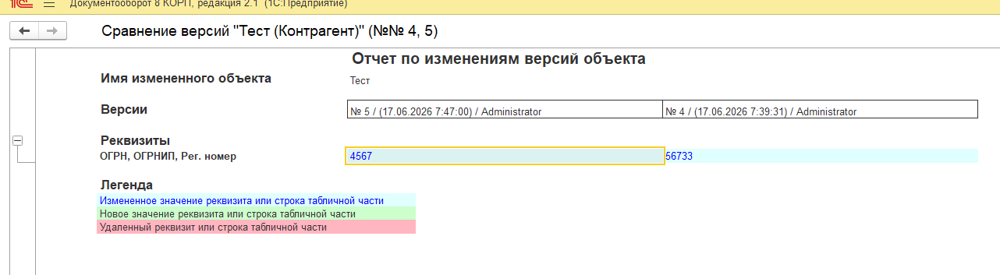 1С Документооборот 8 КОРП, редакция 2.1 (1С:Предприятие)
Сравнение версий "Тест (Контрагент)" (№№ 4, 5)
Отчет по изменениям версий объекта
Имя измененного объекта Тест
Версии № 5 / (17.06.2026 7:47:00) / Administrator № 4 / (17.06.2026 7:39:31) / Administrator
Реквизиты
ОГРН, ОГРНИП, Рег. номер 4567 56733
Легенда
Измененное значение реквизита или строка табличной части
Новое значение реквизита или строка табличной части
Удаленный реквизит или строка табличной части